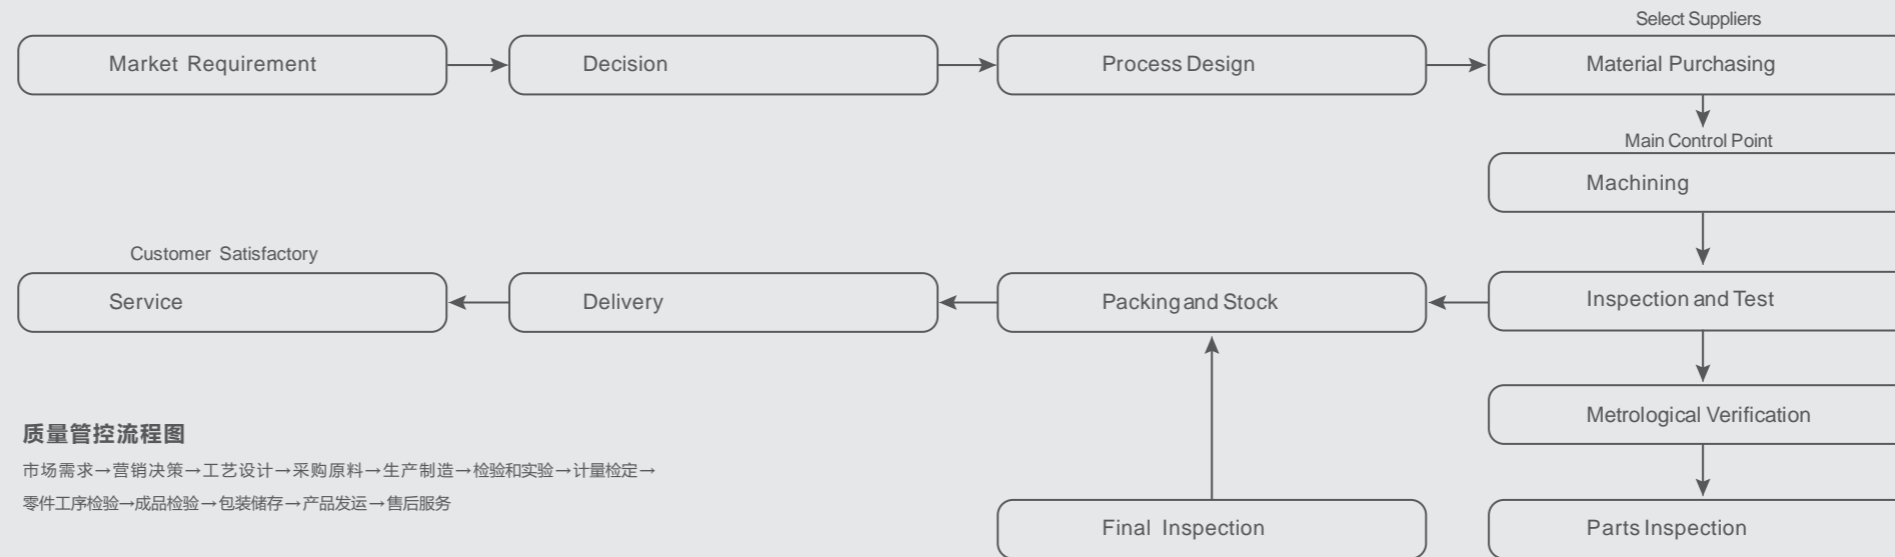 Select Suppliers
Market Requirement
Decision
Process Design
Material Purchasing
Main Control Point
Machining
Customer Satisfactory
Service
Delivery
Packing and Stock
Inspection and Test
Metrological Verification
质量管控流程图
市场需求→营销决策→工艺设计→采购原料→生产制造→检验和实验→计量检定→
零件工序检验→成品检验→包装储存→产品发运→售后服务
Final Inspection
Parts Inspection